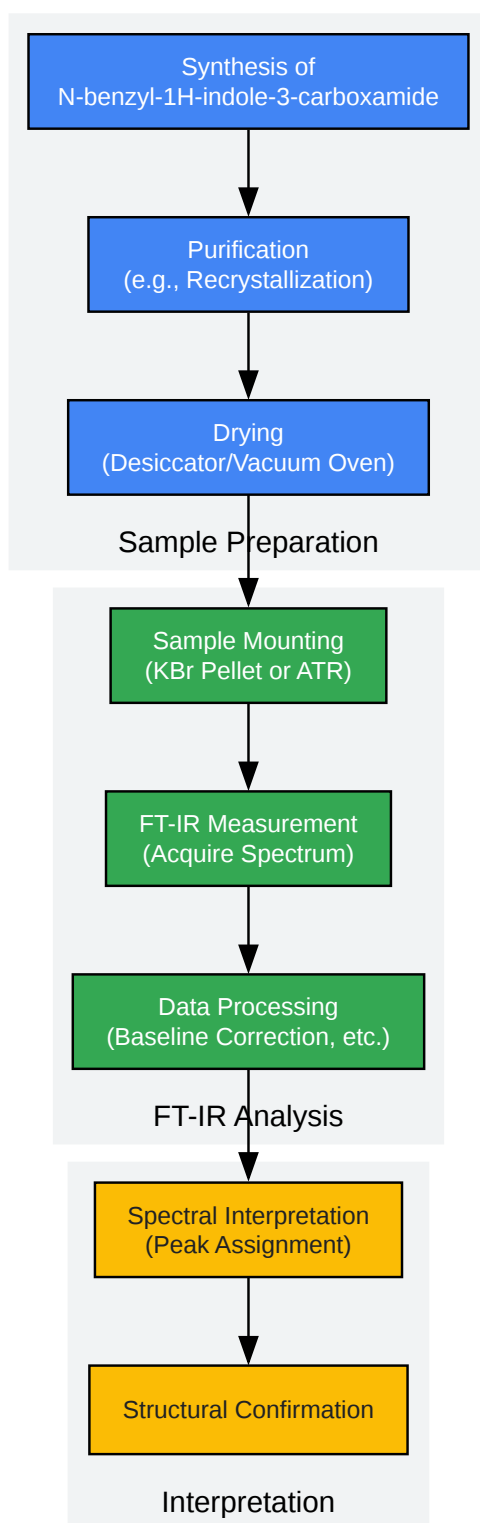 Synthesis of
N-benzyl-1H-indole-3-carboxamide
Purification
(e.g., Recrystallization)
Drying
(Desiccator/Vacuum Oven)
Sample Preparation
Sample Mounting
(KBr Pellet or ATR)
FT-IR Measurement
(Acquire Spectrum)
Data Processing
(Baseline Correction, etc.)
FT-IR Analysis
Spectral Interpretation
(Peak Assignment)
Structural Confirmation
Interpretation